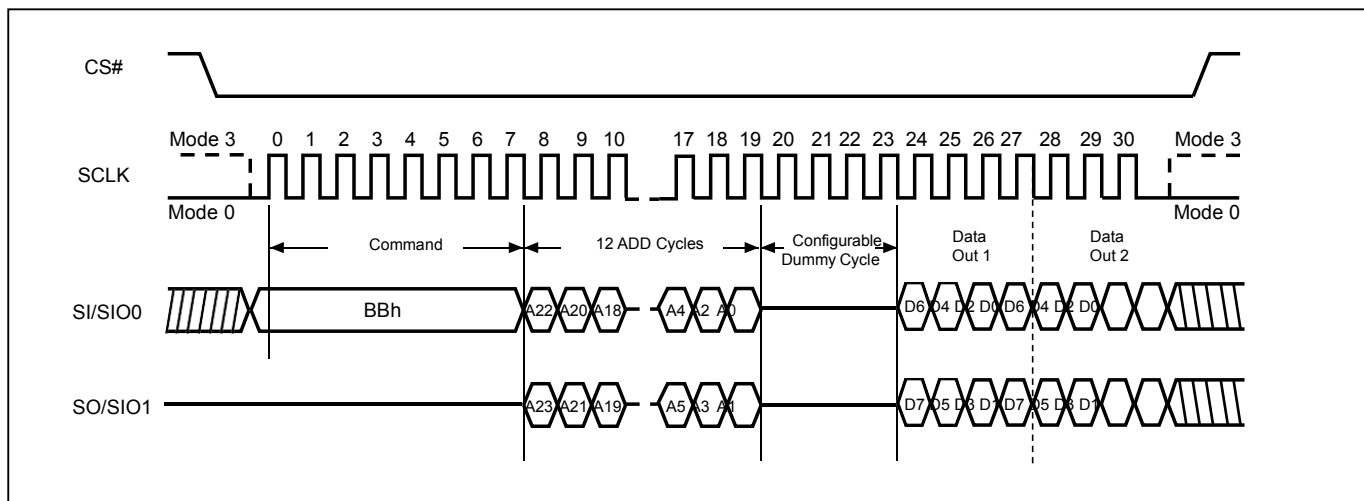 CS#
Mode 3 0 1 2 3 4 5 6 7 8 9 10 17 18 19 20 21 22 23 24 25 26 27 28 29 30 Mode 3
SCLK
Mode 0 Mode 0
Command 12 ADD Cycles Configurable Dummy Cycle Data Out 1 Data Out 2
SI/SIO0 BBh A22 A20 A18 A4 A2 A0 D6 D4 D2 D0 D6 D4 D2 D0
SO/SIO1 A23 A21 A19 A5 A3 A1 D7 D5 D3 D1 D7 D5 D3 D1